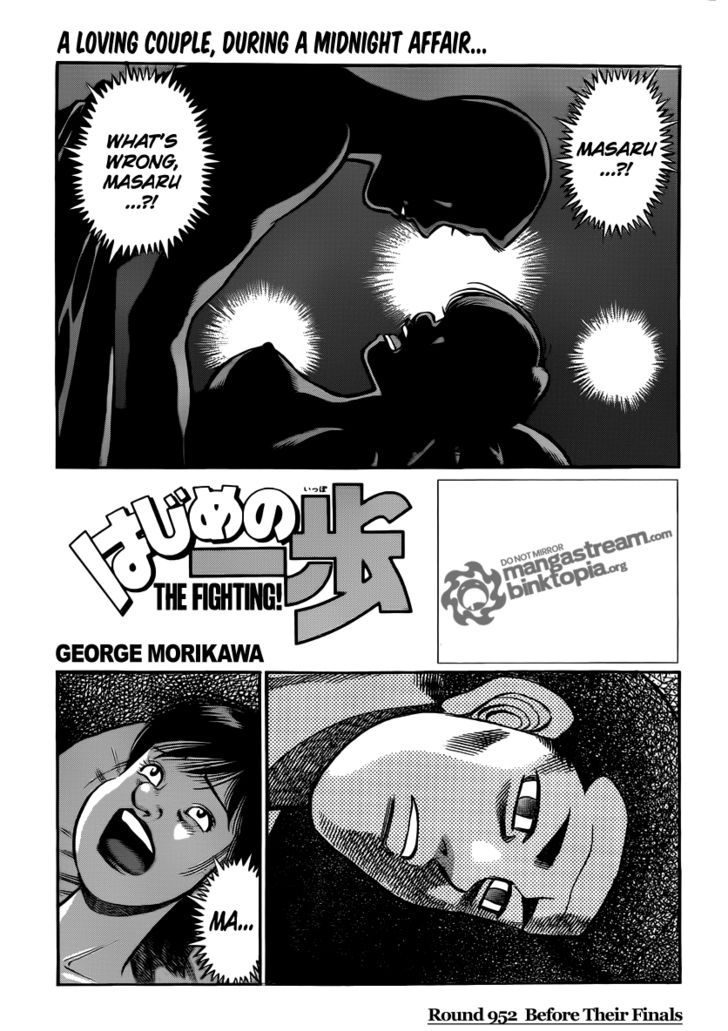 A LOVING COUPLE, DURING A MIDNIGHT AFFAIR...
MASARU
...?!
WHAT'S
WRONG,
MASARU
...?!
いっぽ
はじめの一歩
THE FIGHTING!
GEORGE MORIKAWA
DO NOT MIRROR
mangastream.com
binktopia.org
MA...
Round 952 Before Their Finals